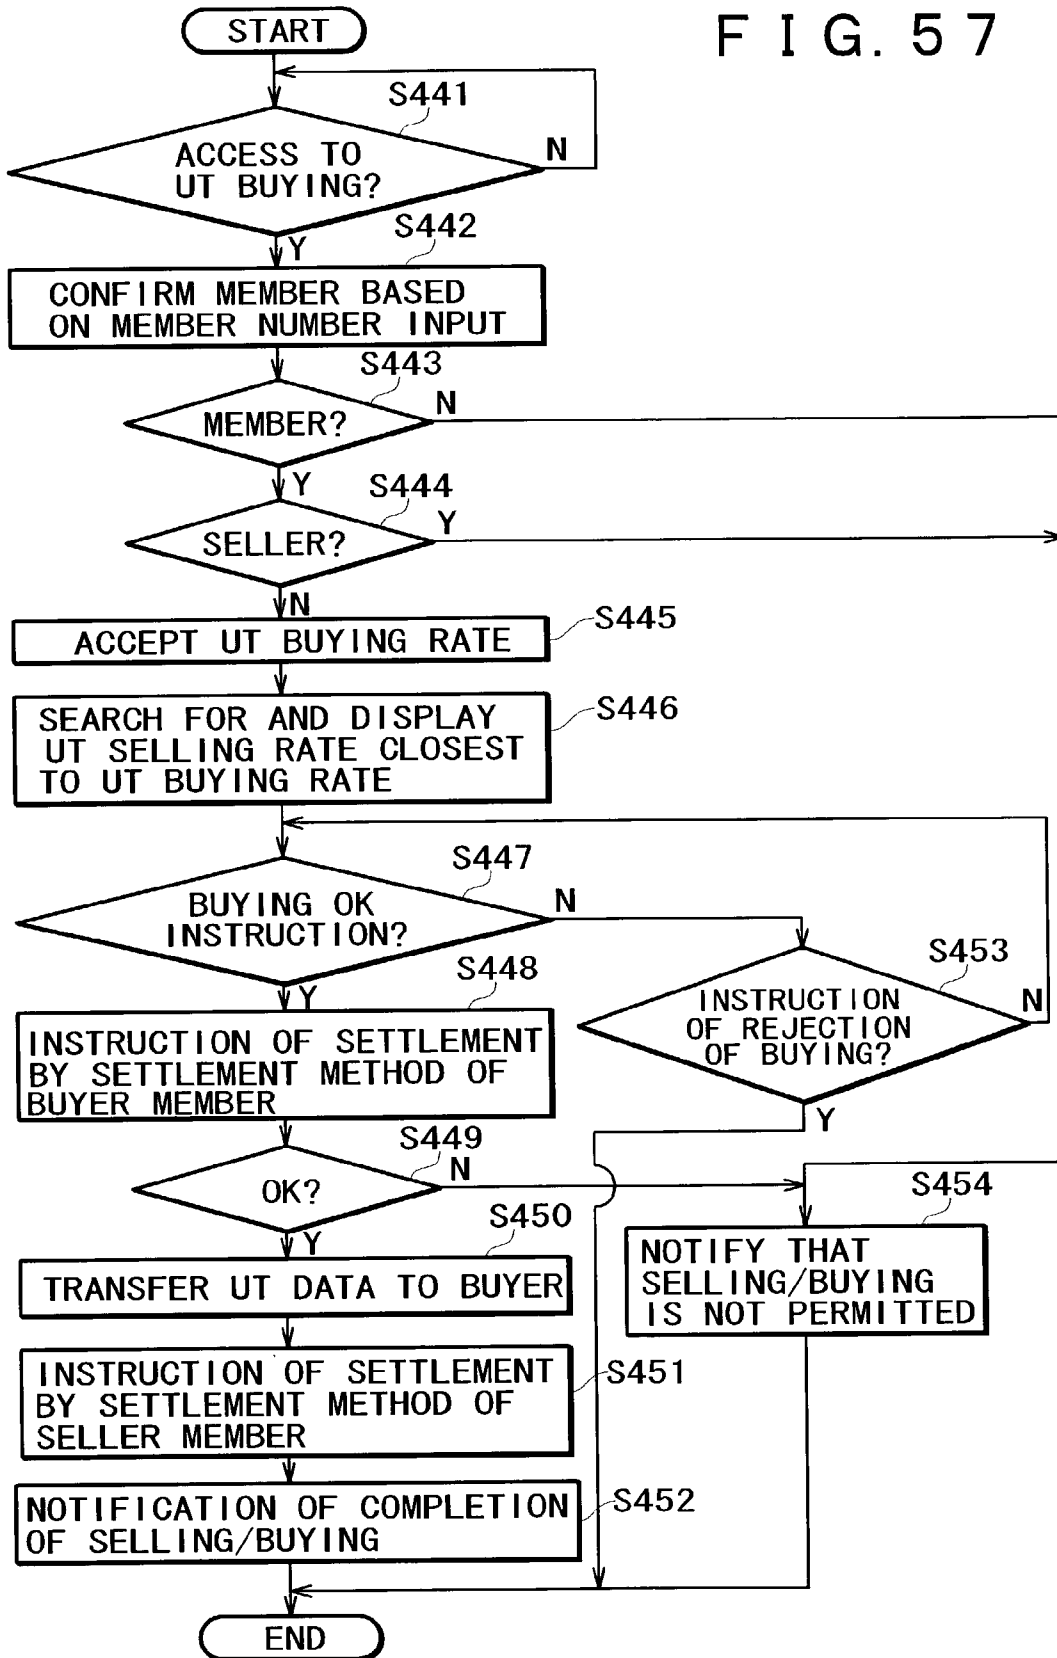 FIG. 57
START
S441
ACCESS TO
UT BUYING?
N
Y
S442
CONFIRM MEMBER BASED
ON MEMBER NUMBER INPUT
S443
MEMBER?
N
Y
S444
SELLER?
Y
N
ACCEPT UT BUYING RATE
S445
SEARCH FOR AND DISPLAY
UT SELLING RATE CLOSEST
TO UT BUYING RATE
S446
S447
BUYING OK
INSTRUCTION?
N
Y
S453
INSTRUCTION
OF REJECTION
OF BUYING?
N
Y
S448
INSTRUCTION OF SETTLEMENT
BY SETTLEMENT METHOD OF
BUYER MEMBER
S449
OK?
N
Y
S454
NOTIFY THAT
SELLING/BUYING
IS NOT PERMITTED
S450
TRANSFER UT DATA TO BUYER
INSTRUCTION OF SETTLEMENT
BY SETTLEMENT METHOD OF
SELLER MEMBER
S451
NOTIFICATION OF COMPLETION
OF SELLING/BUYING
S452
END